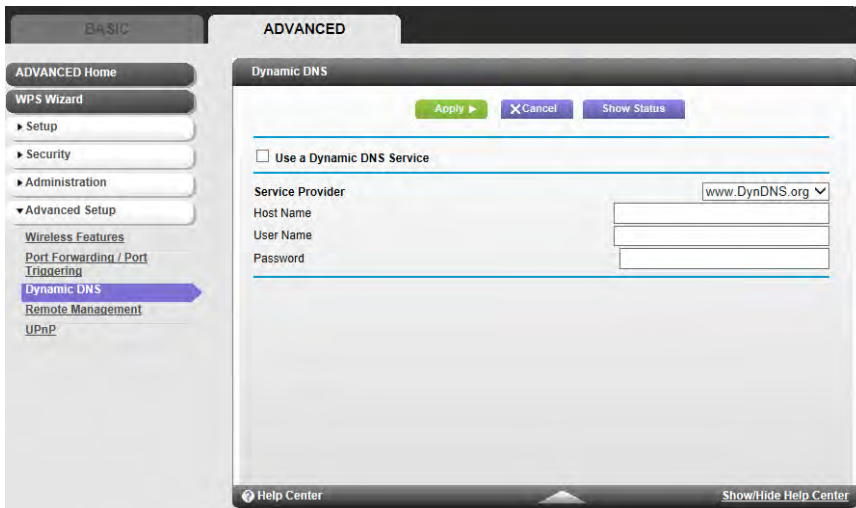 BASIC
ADVANCED
ADVANCED Home
WPS Wizard
Setup
Security
Administration
Advanced Setup
Wireless Features
Port Forwarding / Port
Triggering
Dynamic DNS
Remote Management
UPnP
Dynamic DNS
Apply
Cancel
Show Status
Use a Dynamic DNS Service
Service Provider
www.DynDNS.org
Host Name
User Name
Password
Help Center
Show/Hide Help Center